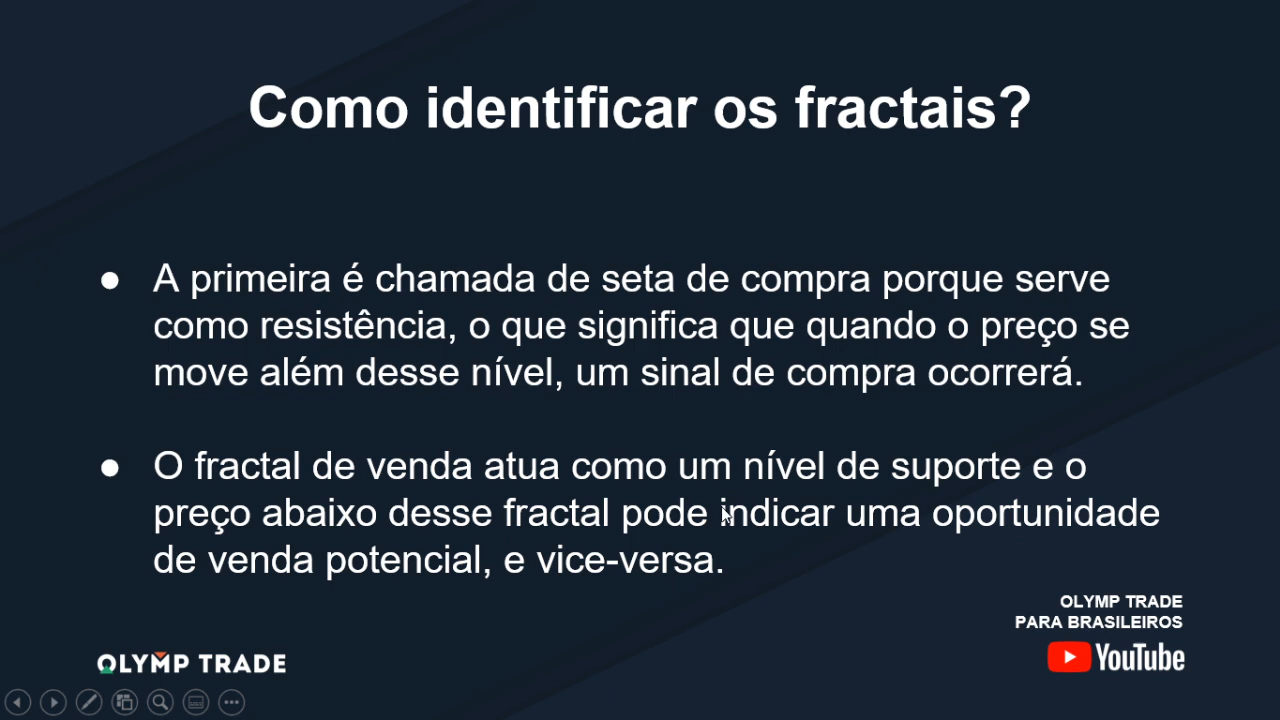 Como identificar os fractais?
● A primeira é chamada de seta de compra porque serve
como resistência, o que significa que quando o preço se
move além desse nível, um sinal de compra ocorrerá.
● O fractal de venda atua como um nível de suporte e o
preço abaixo desse fractal pode indicar uma oportunidade
de venda potencial, e vice-versa.
OLYMP TRADE
PARA BRASILEIROS
YouTube
OLYMP TRADE